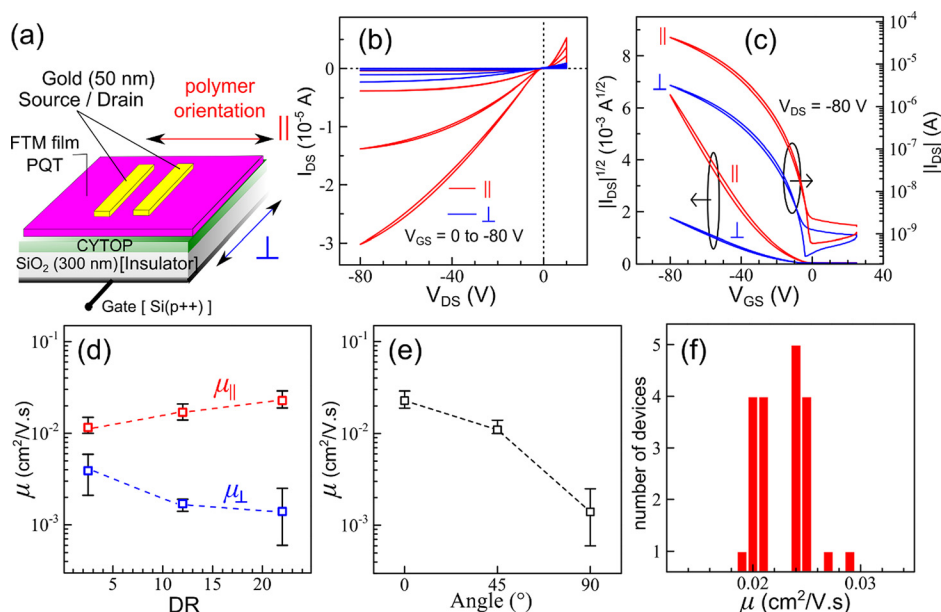 (a)
Gold (50 nm)
Source / Drain
polymer
orientation
||
FTM film
PQT
CYTOP
SiO2 (300 nm)[Insulator]
⊥
Gate [ Si(p++) ]
(b)
IDS [10⁻⁵ A]
0
-1
-2
-3
||
⊥
VGS = 0 to -80 V
-80
-40
0
VDS (V)
(c)
|IDS|^1/2 (10⁻³ A^1/2)
8
6
4
2
0
||
⊥
VDS = -80 V
||
⊥
10⁻⁴
10⁻⁵
10⁻⁶
10⁻⁷
10⁻⁸
10⁻⁹
|IDS| (A)
-80
-40
0
40
VGS (V)
(d)
μ (cm²/V.s)
10⁻¹
10⁻²
10⁻³
μ||
μ⊥
5
10
15
20
DR
(e)
μ (cm²/V.s)
10⁻¹
10⁻²
10⁻³
0
45
90
Angle (°)
(f)
number of devices
5
4
3
2
1
0.02
0.03
μ (cm²/V.s)